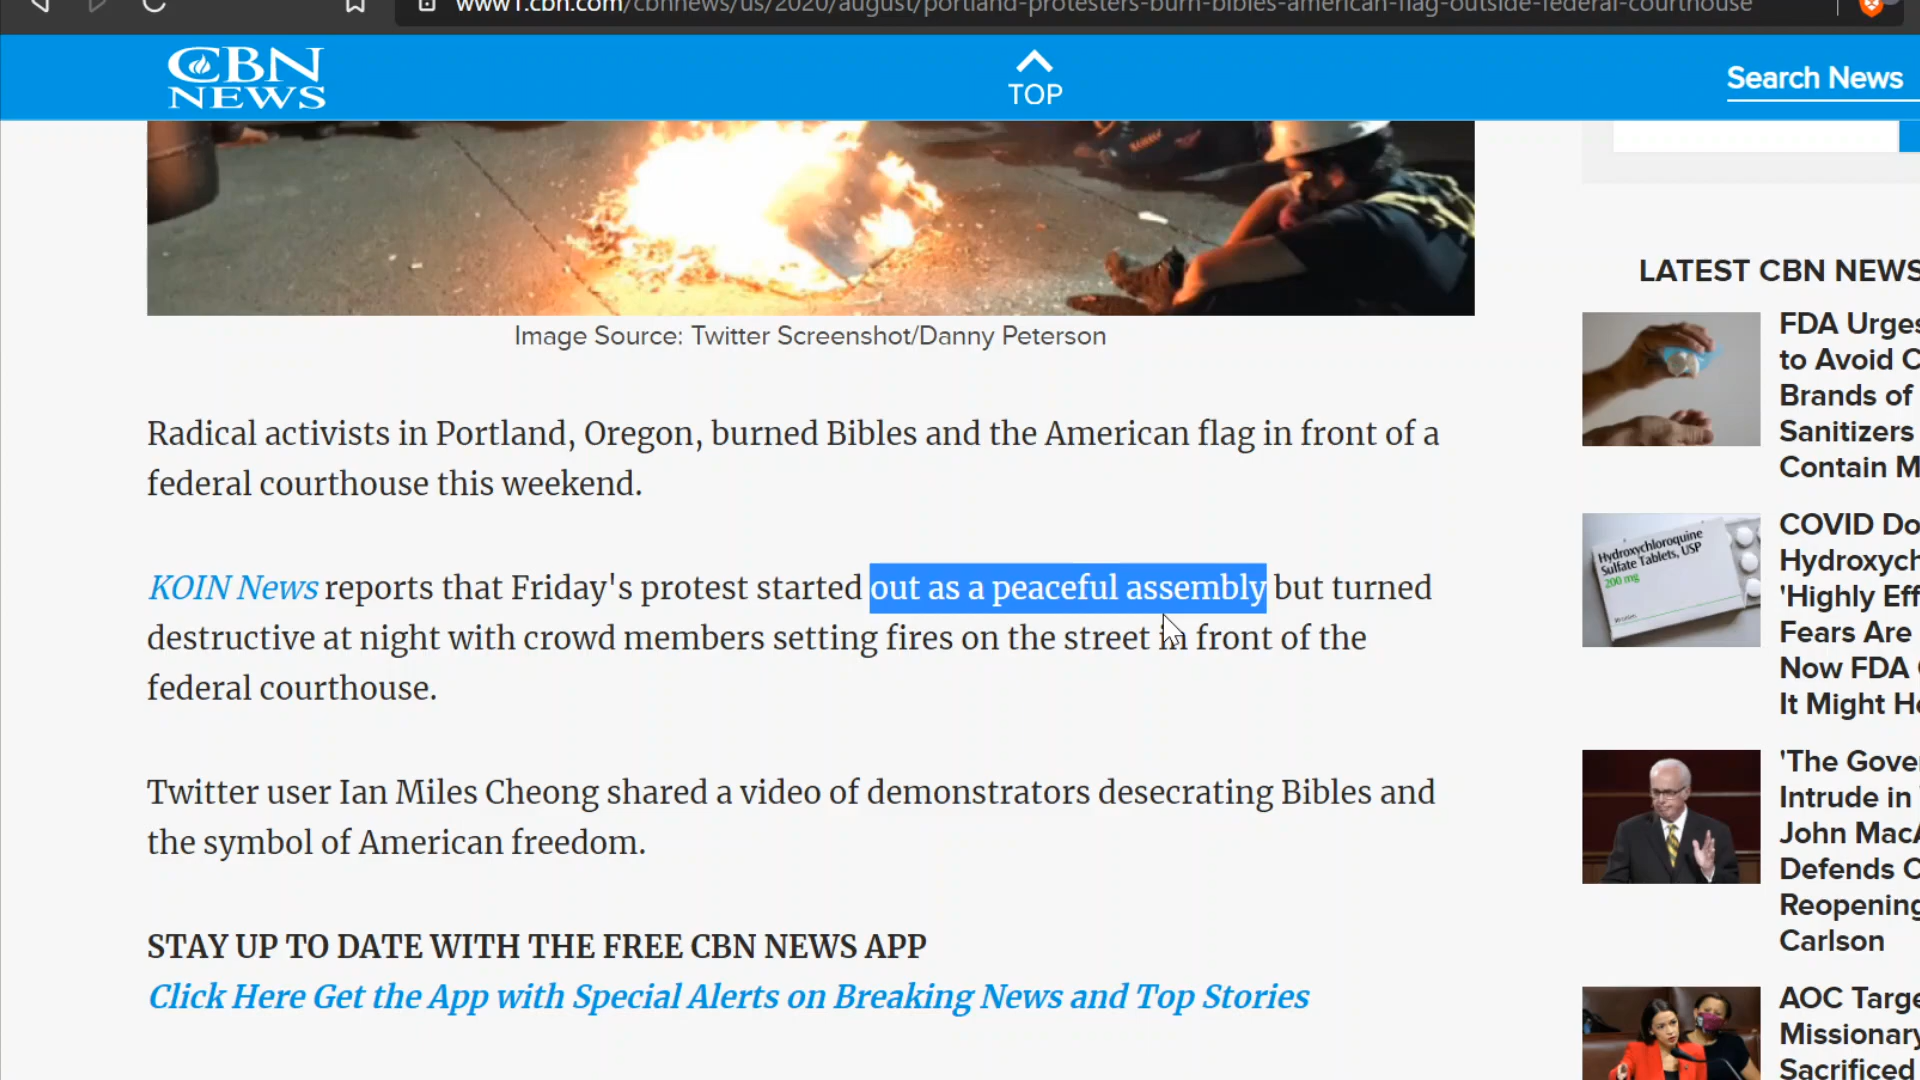 www1.cbn.com/cbnnews/us/2020/august/portland-protesters-burn-bibles-american-flag-outside-federal-courthouse
CBN
NEWS
TOP
Search News
Image Source: Twitter Screenshot/Danny Peterson
Radical activists in Portland, Oregon, burned Bibles and the American flag in front of a
federal courthouse this weekend.
KOIN News reports that Friday's protest started out as a peaceful assembly but turned
destructive at night with crowd members setting fires on the street in front of the
federal courthouse.
Twitter user Ian Miles Cheong shared a video of demonstrators desecrating Bibles and
the symbol of American freedom.
STAY UP TO DATE WITH THE FREE CBN NEWS APP
Click Here Get the App with Special Alerts on Breaking News and Top Stories
LATEST CBN NEWS
FDA Urges
to Avoid C
Brands of
Sanitizers
Contain M
Hydroxychloroquine
Sulfate Tablets, USP
200 mg
COVID Do
Hydroxych
'Highly Eff
Fears Are
Now FDA
It Might He
'The Gover
Intrude in
John MacA
Defends C
Reopening
Carlson
AOC Targe
Missionary
Sacrificed